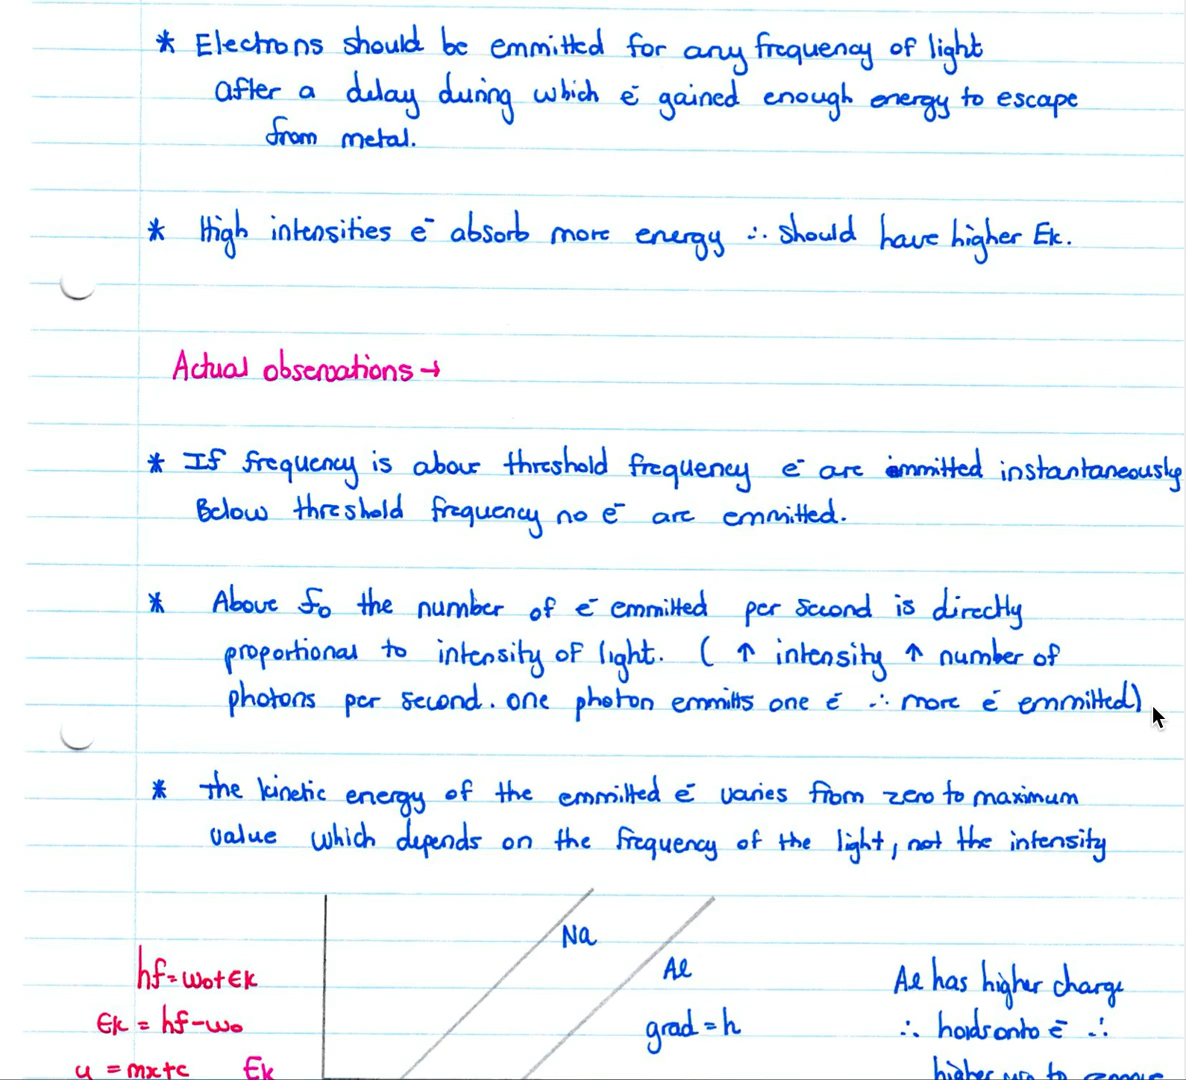 * Electrons should be emmitted for any frequency of light
after a delay during which e⁻ gained enough energy to escape
from metal.
* High intensities e⁻ absorb more energy ∴ should have higher Ek.
Actual observations →
* If frequency is above threshold frequency e⁻ are emmitted instantaneously
Below threshold frequency no e⁻ are emmitted.
* Above fo the number of e⁻ emmitted per second is directly
proportional to intensity of light. ( ↑ intensity ↑ number of
photons per second. one photon emmitts one e⁻ ∴ more e⁻ emmitted)
* the kinetic energy of the emmitted e⁻ varies from zero to maximum
value which depends on the frequency of the light, not the intensity
Na
hf = wo + Ek
Al
Al has higher charge
Ek = hf - wo
grad = h
∴ holds onto e⁻ ∴
y = mx + c
Ek
higher to